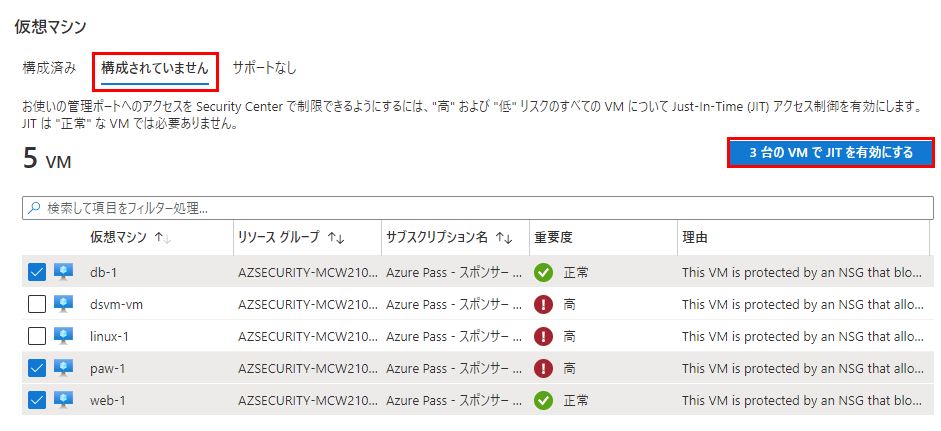 仮想マシン
構成済み 構成されていません サポートなし
お使いの管理ポートへのアクセスを Security Center で制限できるようにするには、"高" および "低" リスクのすべての VM について Just-In-Time (JIT) アクセス制御を有効にします。
JIT は "正常" な VM では必要ありません。
5 VM
3 台の VM で JIT を有効にする
検索して項目をフィルター処理...
仮想マシン ↑↓ リソース グループ ↑↓ サブスクリプション名 ↑↓ 重要度 理由
db-1 AZSECURITY-MCW210... Azure Pass - スポンサー ... 正常 This VM is protected by an NSG that blo...
dsvm-vm AZSECURITY-MCW210... Azure Pass - スポンサー ... 高 This VM is protected by an NSG that allo...
linux-1 AZSECURITY-MCW210... Azure Pass - スポンサー ... 高 This VM is protected by an NSG that allo...
paw-1 AZSECURITY-MCW210... Azure Pass - スポンサー ... 高 This VM is protected by an NSG that allo...
web-1 AZSECURITY-MCW210... Azure Pass - スポンサー ... 正常 This VM is protected by an NSG that blo...